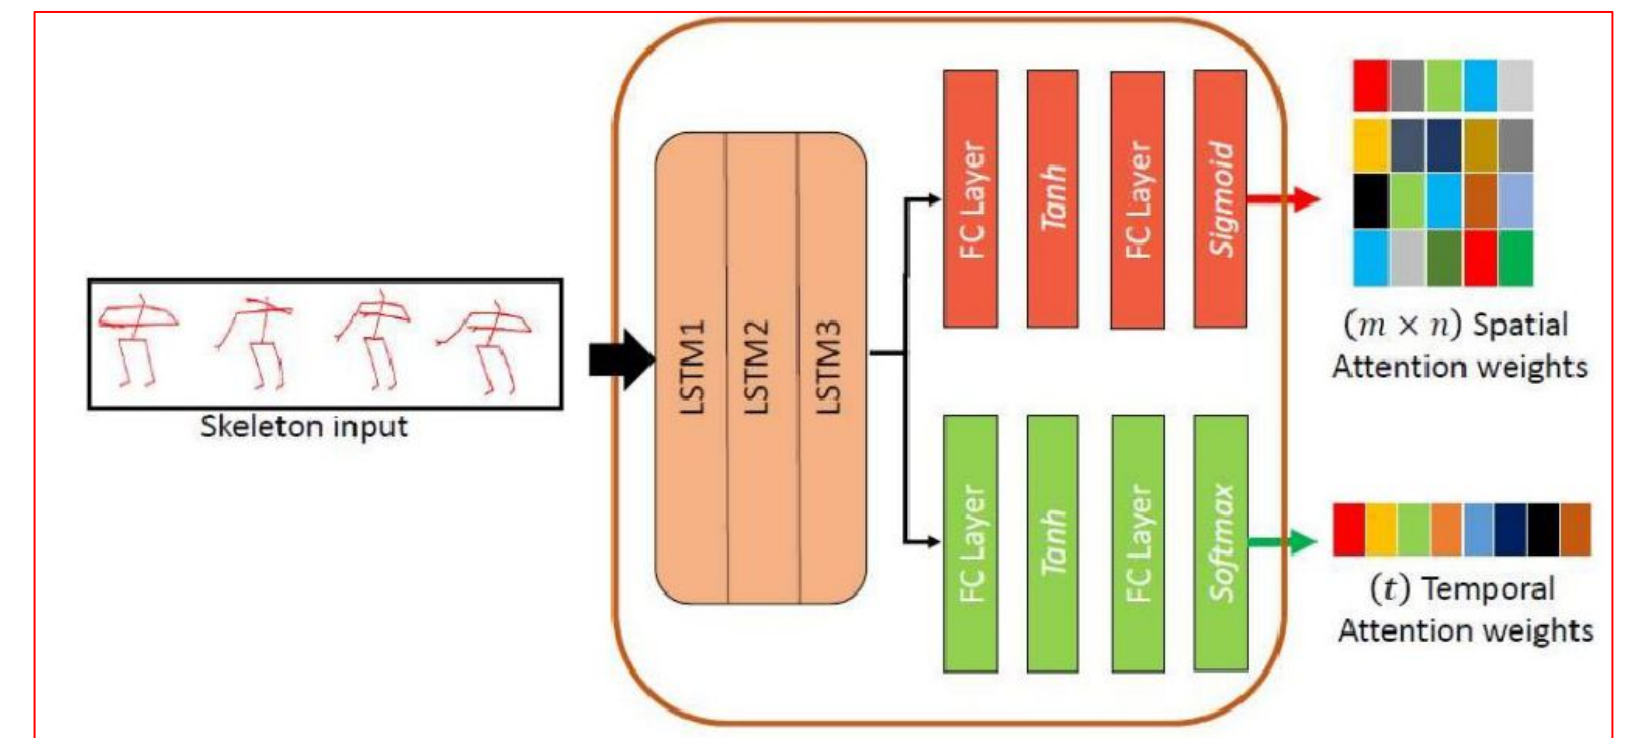 Skeleton input
LSTM1
LSTM2
LSTM3
FC Layer
Tanh
FC Layer
Sigmoid
(m × n) Spatial
Attention weights
FC Layer
Tanh
FC Layer
Softmax
(t) Temporal
Attention weights